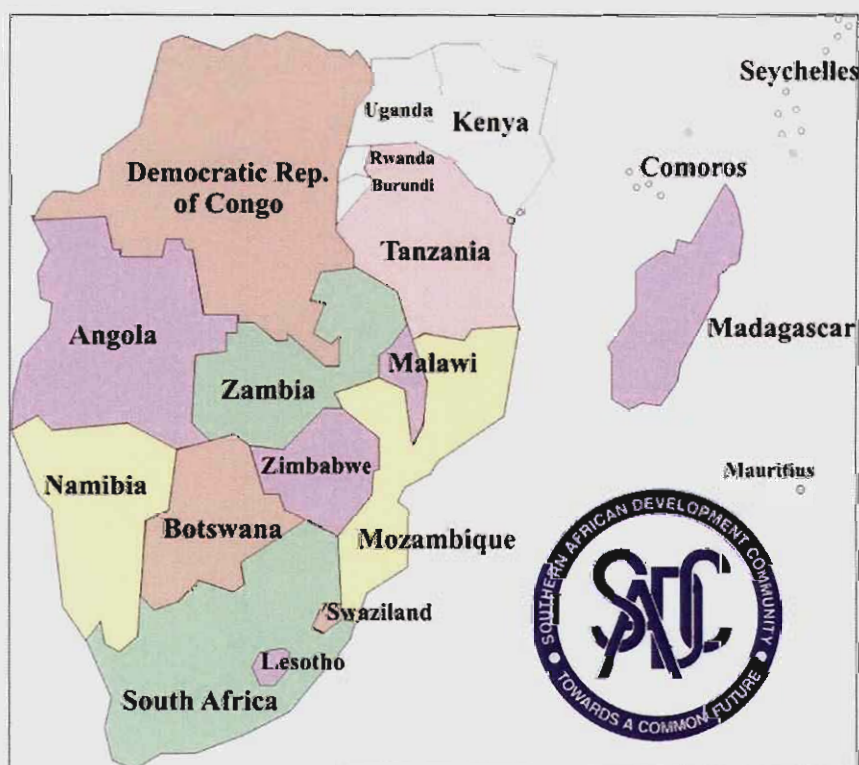 Seychelles
Uganda
Kenya
Rwanda
Comoros
Democratic Rep.
of Congo
Burundi
Tanzania
Angola
Madagascar
Malawi
Zambia
Zimbabwe
Mauritius
Namibia
Botswana
Mozambique
SOUTHERN AFRICAN DEVELOPMENT COMMUNITY
SADC
TOWARDS A COMMON FUTURE
Swaziland
Lesotho
South Africa